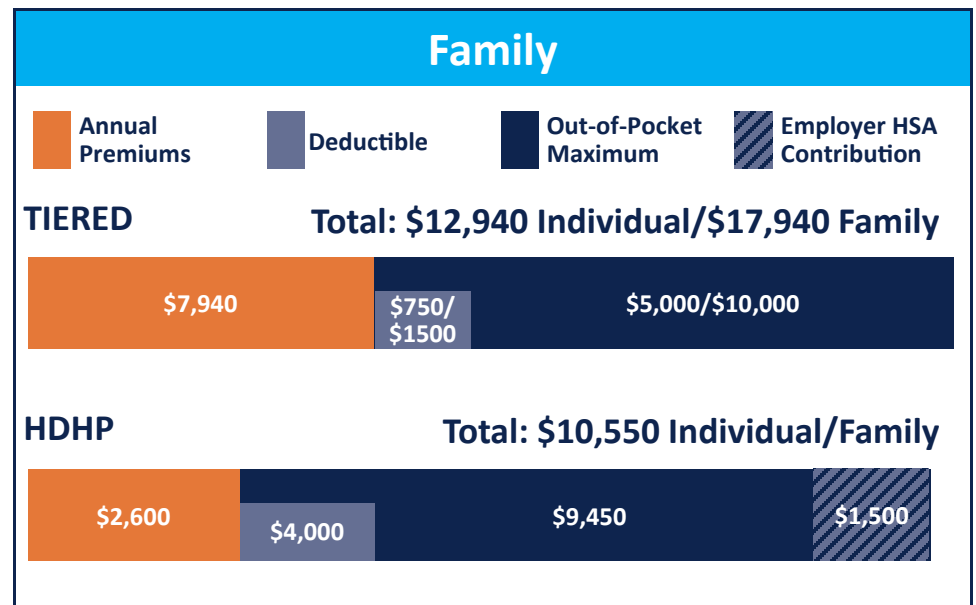 Family
Annual
Premiums
Deductible
Out-of-Pocket
Maximum
Employer HSA
Contribution
TIERED
Total: $12,940 Individual/$17,940 Family
$7,940
$750/
$1500
$5,000/$10,000
HDHP
Total: $10,550 Individual/Family
$2,600
$4,000
$9,450
$1,500